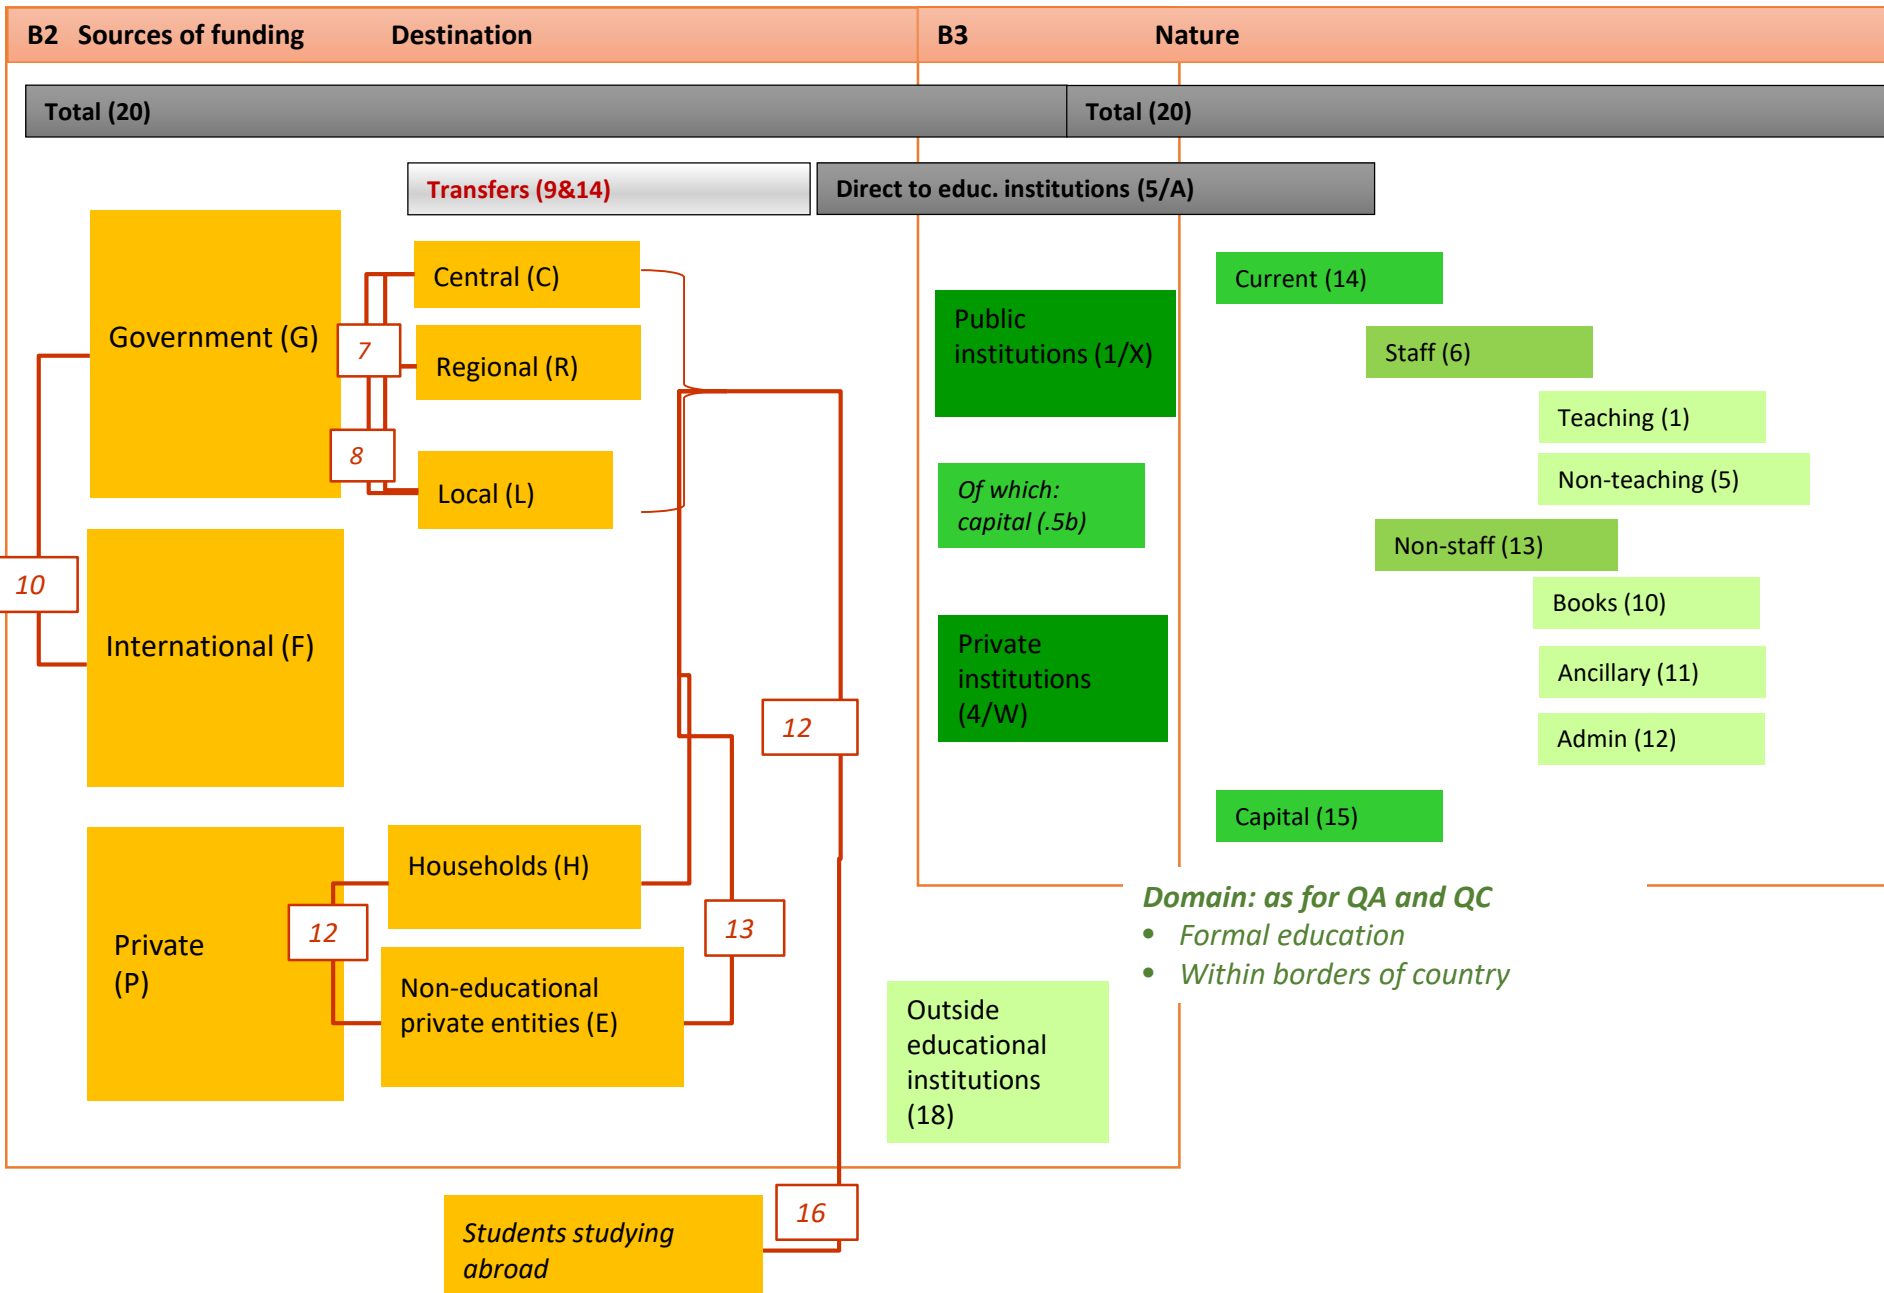 B2 Sources of funding Destination B3 Nature
Total (20) Total (20)
Transfers (9&14) Direct to educ. institutions (5/A)
Government (G)
International (F)
Private
(P)
10
7
8
12
Central (C)
Regional (R)
Local (L)
Households (H)
Non-educational
private entities (E)
13
12
16
Students studying
abroad
Public
institutions (1/X)
Of which:
capital (.5b)
Private
institutions
(4/W)
Outside
educational
institutions
(18)
Current (14)
Staff (6)
Teaching (1)
Non-teaching (5)
Non-staff (13)
Books (10)
Ancillary (11)
Admin (12)
Capital (15)
Domain: as for QA and QC
• Formal education
• Within borders of country